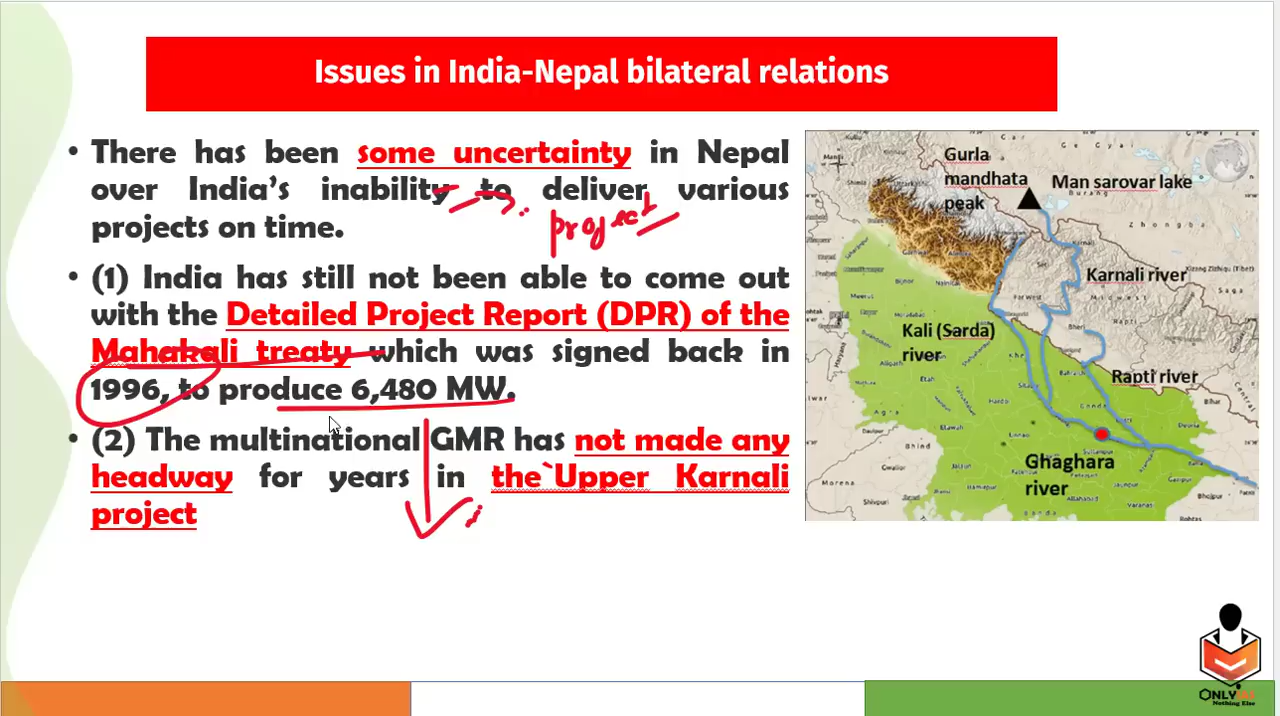 Issues in India-Nepal bilateral relations
• There has been some uncertainty in Nepal
over India's inability to deliver various
projects on time.
project
• (1) India has still not been able to come out
with the Detailed Project Report (DPR) of the
Mahakali treaty which was signed back in
1996, to produce 6,480 MW.
• (2) The multinational GMR has not made any
headway for years in the`Upper Karnali
project
Gurla
mandhata
peak
Man sarovar lake
Karnali river
Kali (Sarda)
river
Rapti river
Ghaghara
river
ONLY IAS
Nothing Else